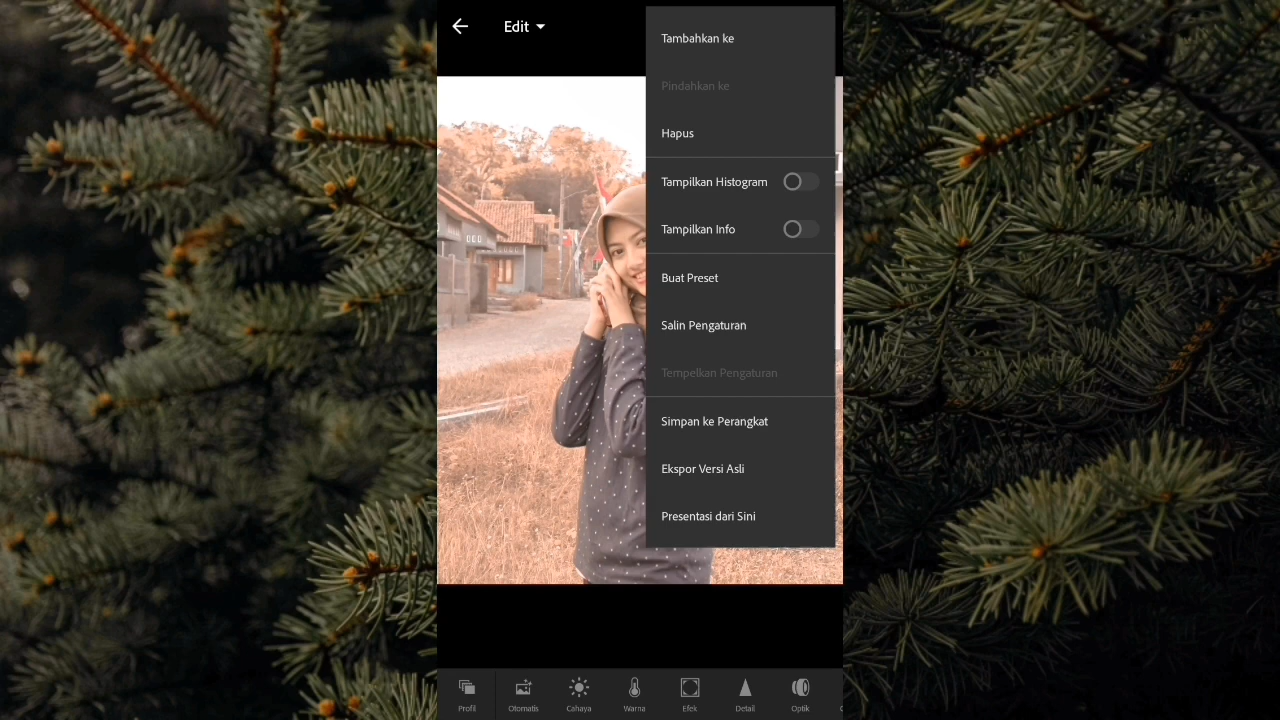 Edit
Tambahkan ke
Pindahkan ke
Hapus
Tampilkan Histogram
Tampilkan Info
Buat Preset
Salin Pengaturan
Tempelkan Pengaturan
Simpan ke Perangkat
Ekspor Versi Asli
Presentasi dari Sini
Profil Otomatis Cahaya Warna Efek Detail Optik